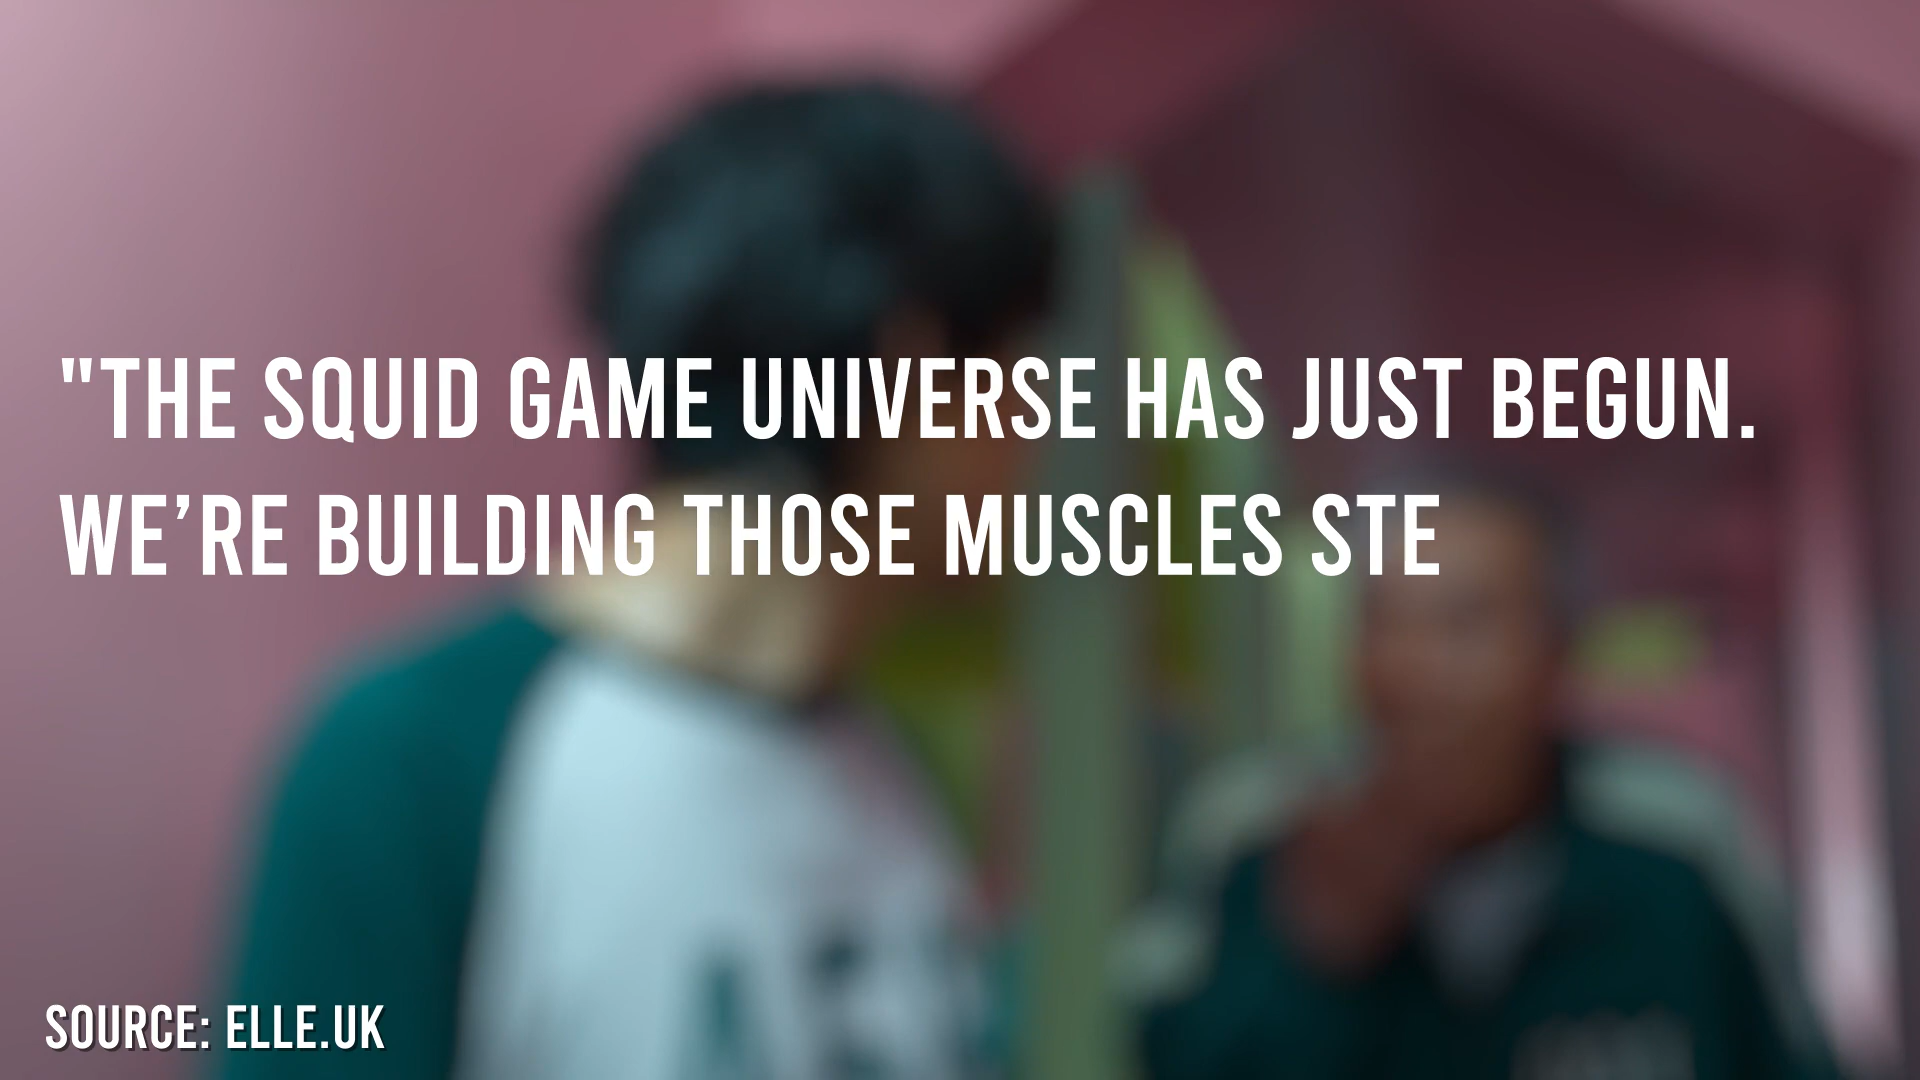 "THE SQUID GAME UNIVERSE HAS JUST BEGUN.
WE’RE BUILDING THOSE MUSCLES STE
SOURCE: ELLE.UK